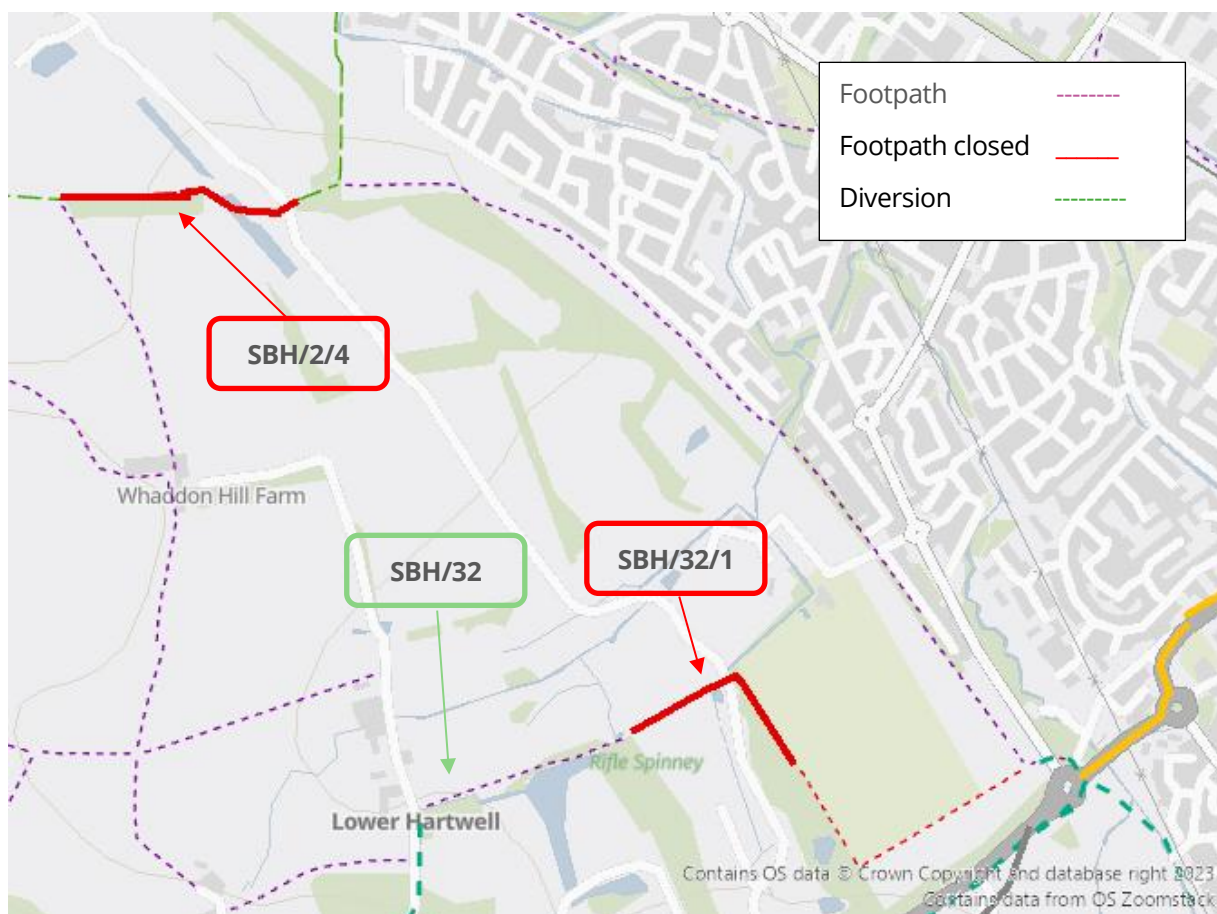 Footpath
Footpath closed
Diversion
SBH/2/4
Whaddon Hill Farm
SBH/32
SBH/32/1
Rifle Spinney
Lower Hartwell
Contains OS data © Crown Copyright and database right 2023
Contains data from OS Zoomstack